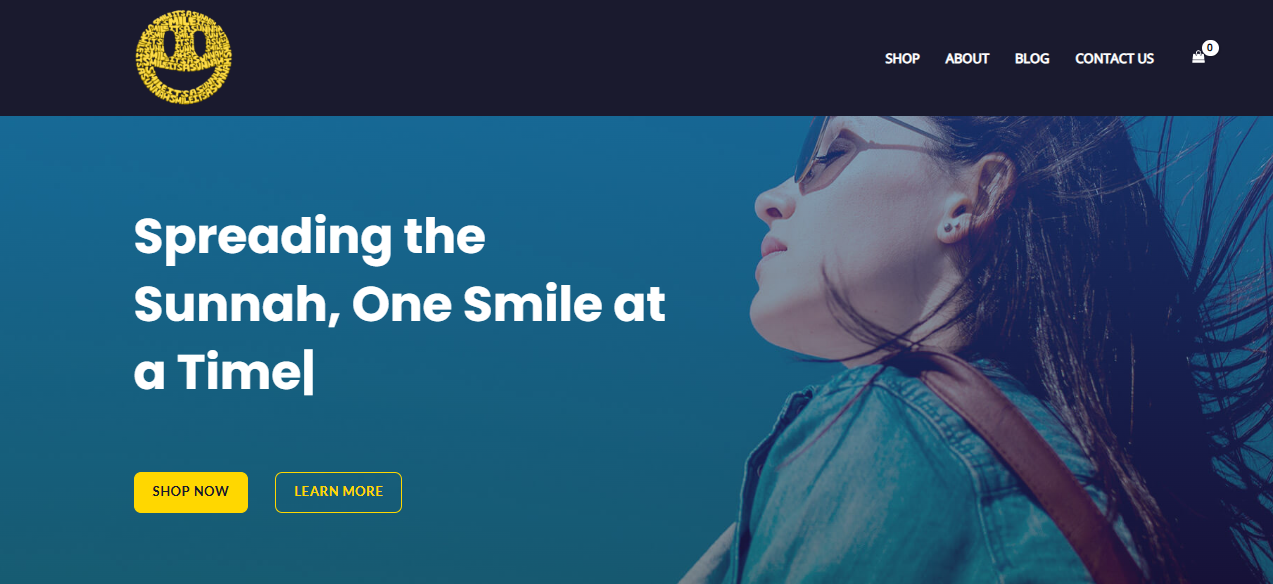 SHOP ABOUT BLOG CONTACT US 0
Spreading the
Sunnah, One Smile at
a Time|
SHOP NOW LEARN MORE